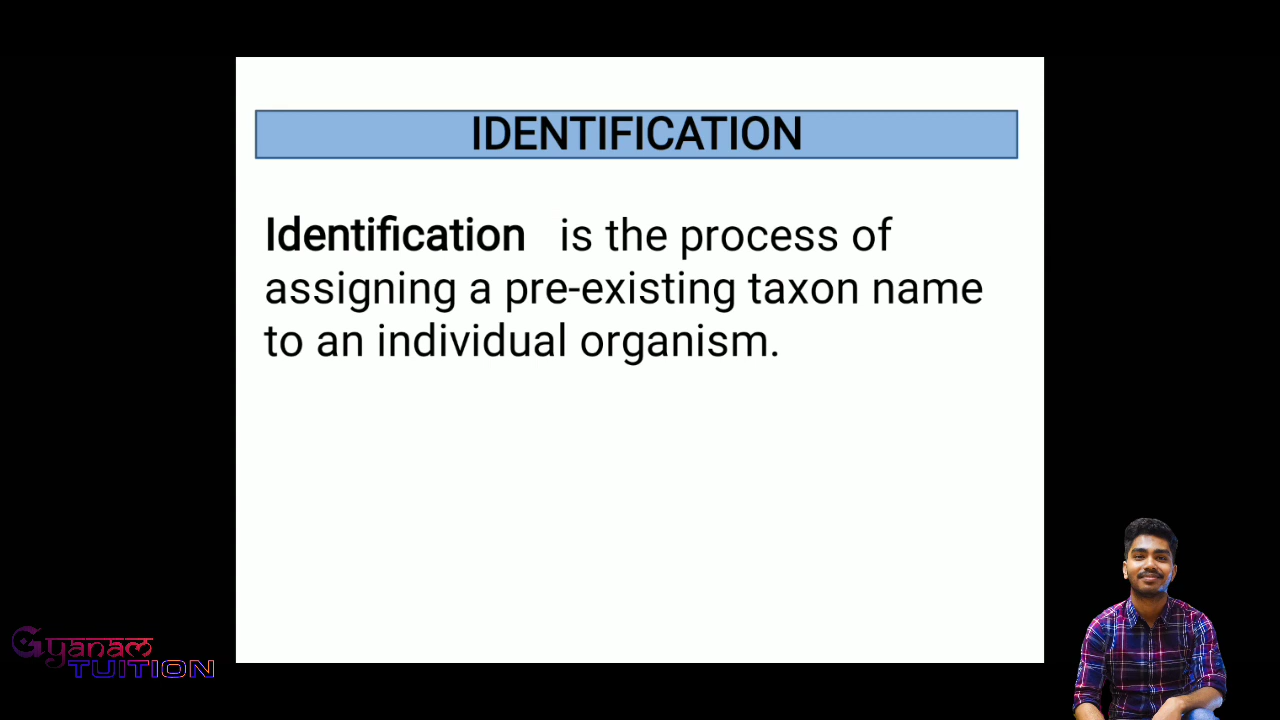 IDENTIFICATION
Identification is the process of
assigning a pre-existing taxon name
to an individual organism.
Gyanam
TUITION